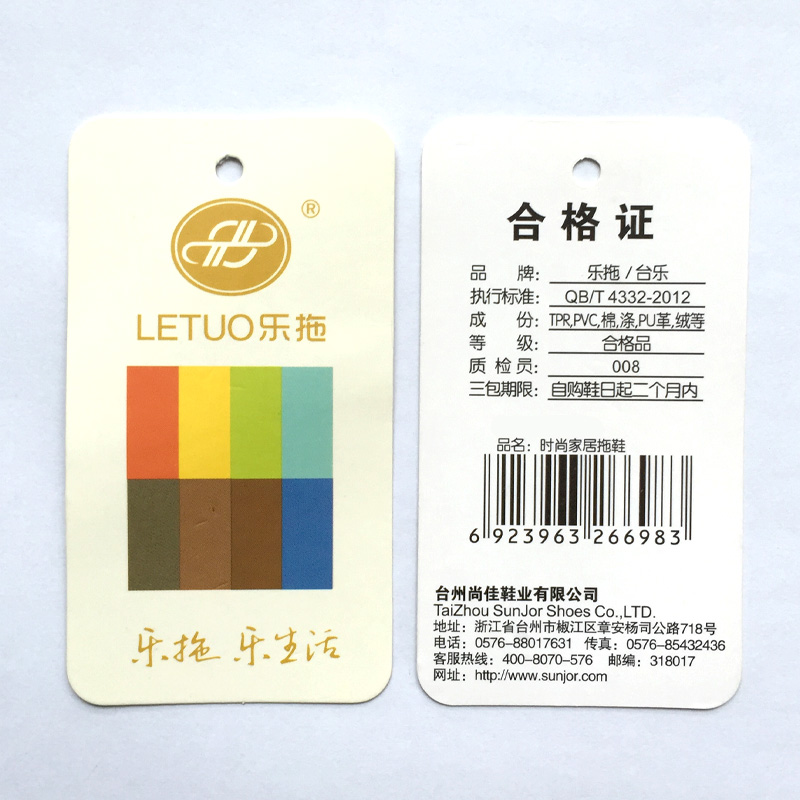 ®
LETUO乐拖
乐拖 乐生活
合格证
品牌：乐拖/台乐
执行标准：QB/T 4332-2012
成份：TPR,PVC,棉,涤,PU革,绒等
等级：合格品
质检员：008
三包期限：自购鞋日起二个月内
品名：时尚家居拖鞋
6 923963 266983
台州尚佳鞋业有限公司
TaiZhou SunJor Shoes Co.,LTD.
地址：浙江省台州市椒江区章安杨司公路718号
电话：0576-88017631 传真：0576-85432436
客服热线：400-8070-576 邮编：318017
网址：http://www.sunjor.com